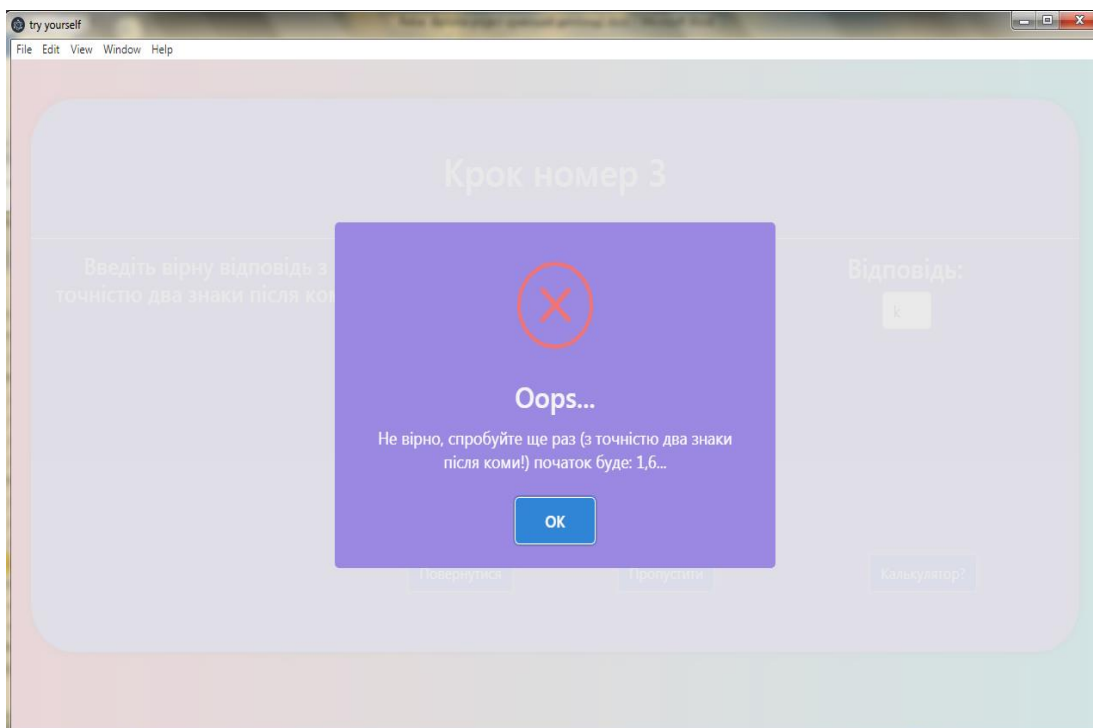 try yourself
File Edit View Window Help
Крок номер 3
Введіть вірну відповідь з
точністю два знаки після
Відповідь:
k
Oops...
Не вірно, спробуйте ще раз (з точністю два знаки
після коми!) початок буде: 1,6...
OK
Повернутися Пропустити Калькулятор?